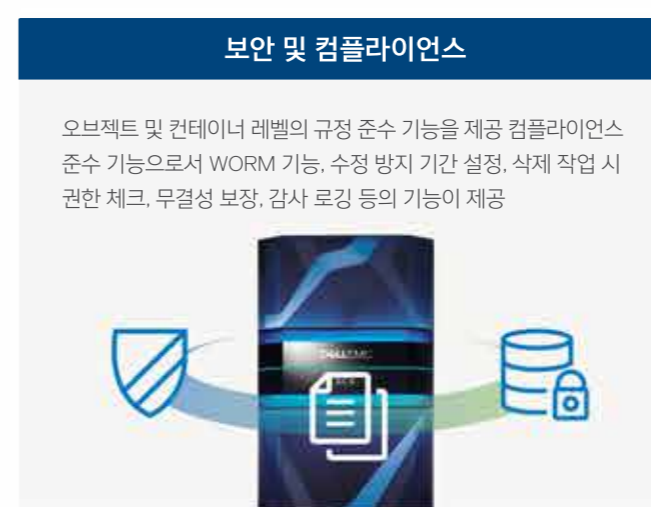 보안 및 컴플라이언스
오브젝트 및 컨테이너 레벨의 규정 준수 기능을 제공 컴플라이언스
준수 기능으로서 WORM 기능, 수정 방지 기간 설정, 삭제 작업 시
권한 체크, 무결성 보장, 감사 로깅 등의 기능이 제공
DELLEMC